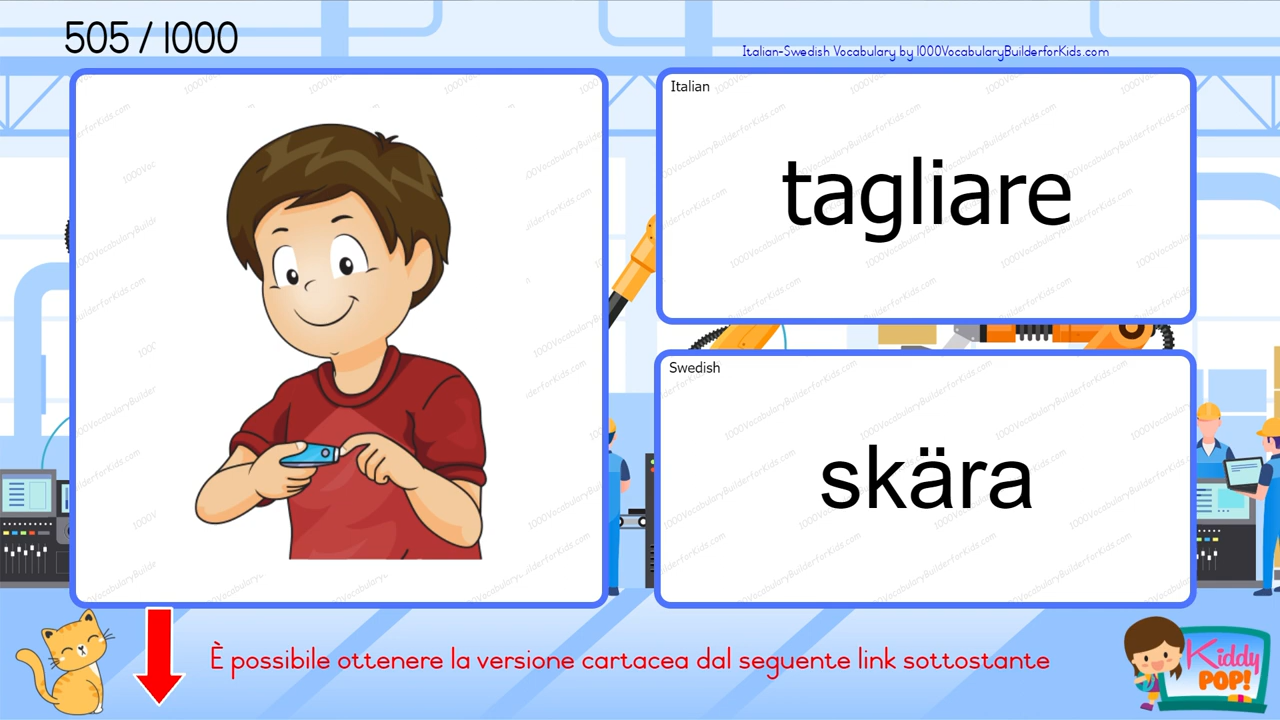 505 / 1000
Italian-Swedish Vocabulary by 1000VocabularyBuilderforKids.com
Italian
tagliare
Swedish
skära
È possibile ottenere la versione cartacea dal seguente link sottostante
Kiddy
POP!